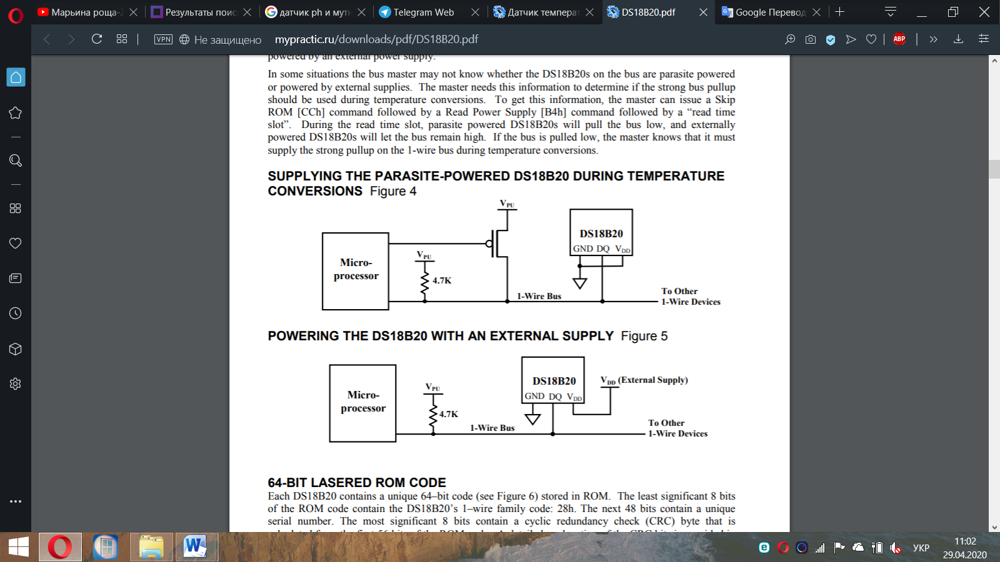 Марьина роща-2
Результаты поис
датчик ph и мутн
Telegram Web
Датчик температ
DS18B20.pdf
Google Перевод
VPN
Не защищено
mypractic.ru/downloads/pdf/DS18B20.pdf
ABP
powered by an external power supply.
In some situations the bus master may not know whether the DS18B20s on the bus are parasite powered
or powered by external supplies. The master needs this information to determine if the strong bus pullup
should be used during temperature conversions. To get this information, the master can issue a Skip
ROM [CCh] command followed by a Read Power Supply [B4h] command followed by a “read time
slot”. During the read time slot, parasite powered DS18B20s will pull the bus low, and externally
powered DS18B20s will let the bus remain high. If the bus is pulled low, the master knows that it must
supply the strong pullup on the 1-wire bus during temperature conversions.
SUPPLYING THE PARASITE-POWERED DS18B20 DURING TEMPERATURE
CONVERSIONS Figure 4
VPU
DS18B20
GND DQ VDD
Micro-
processor
VPU
4.7K
1-Wire Bus
To Other
1-Wire Devices
POWERING THE DS18B20 WITH AN EXTERNAL SUPPLY Figure 5
DS18B20
GND DQ VDD
VDD (External Supply)
Micro-
processor
VPU
4.7K
1-Wire Bus
To Other
1-Wire Devices
64-BIT LASERED ROM CODE
Each DS18B20 contains a unique 64–bit code (see Figure 6) stored in ROM. The least significant 8 bits
of the ROM code contain the DS18B20’s 1–wire family code: 28h. The next 48 bits contain a unique
serial number. The most significant 8 bits contain a cyclic redundancy check (CRC) byte that is
УКР
11:02
29.04.2020